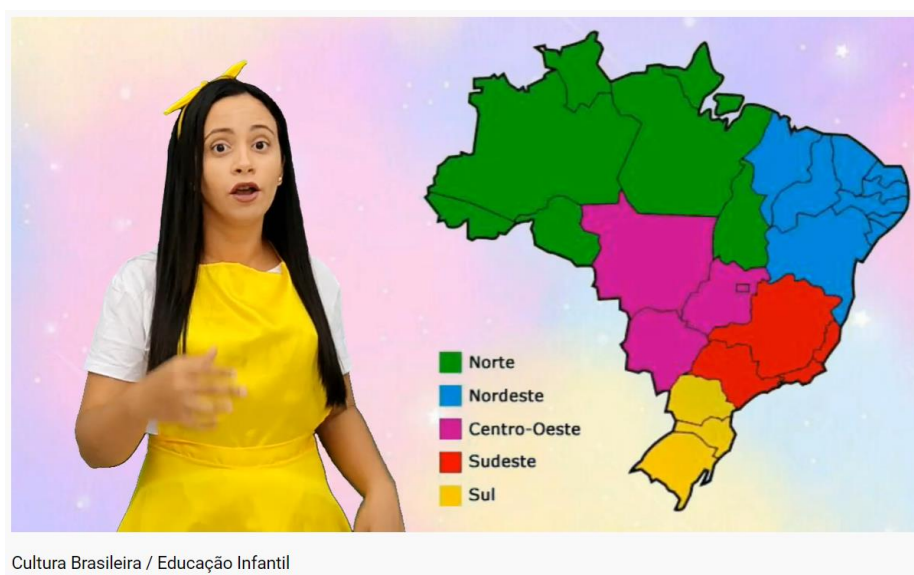 Norte
Nordeste
Centro-Oeste
Sudeste
Sul
Cultura Brasileira / Educação Infantil